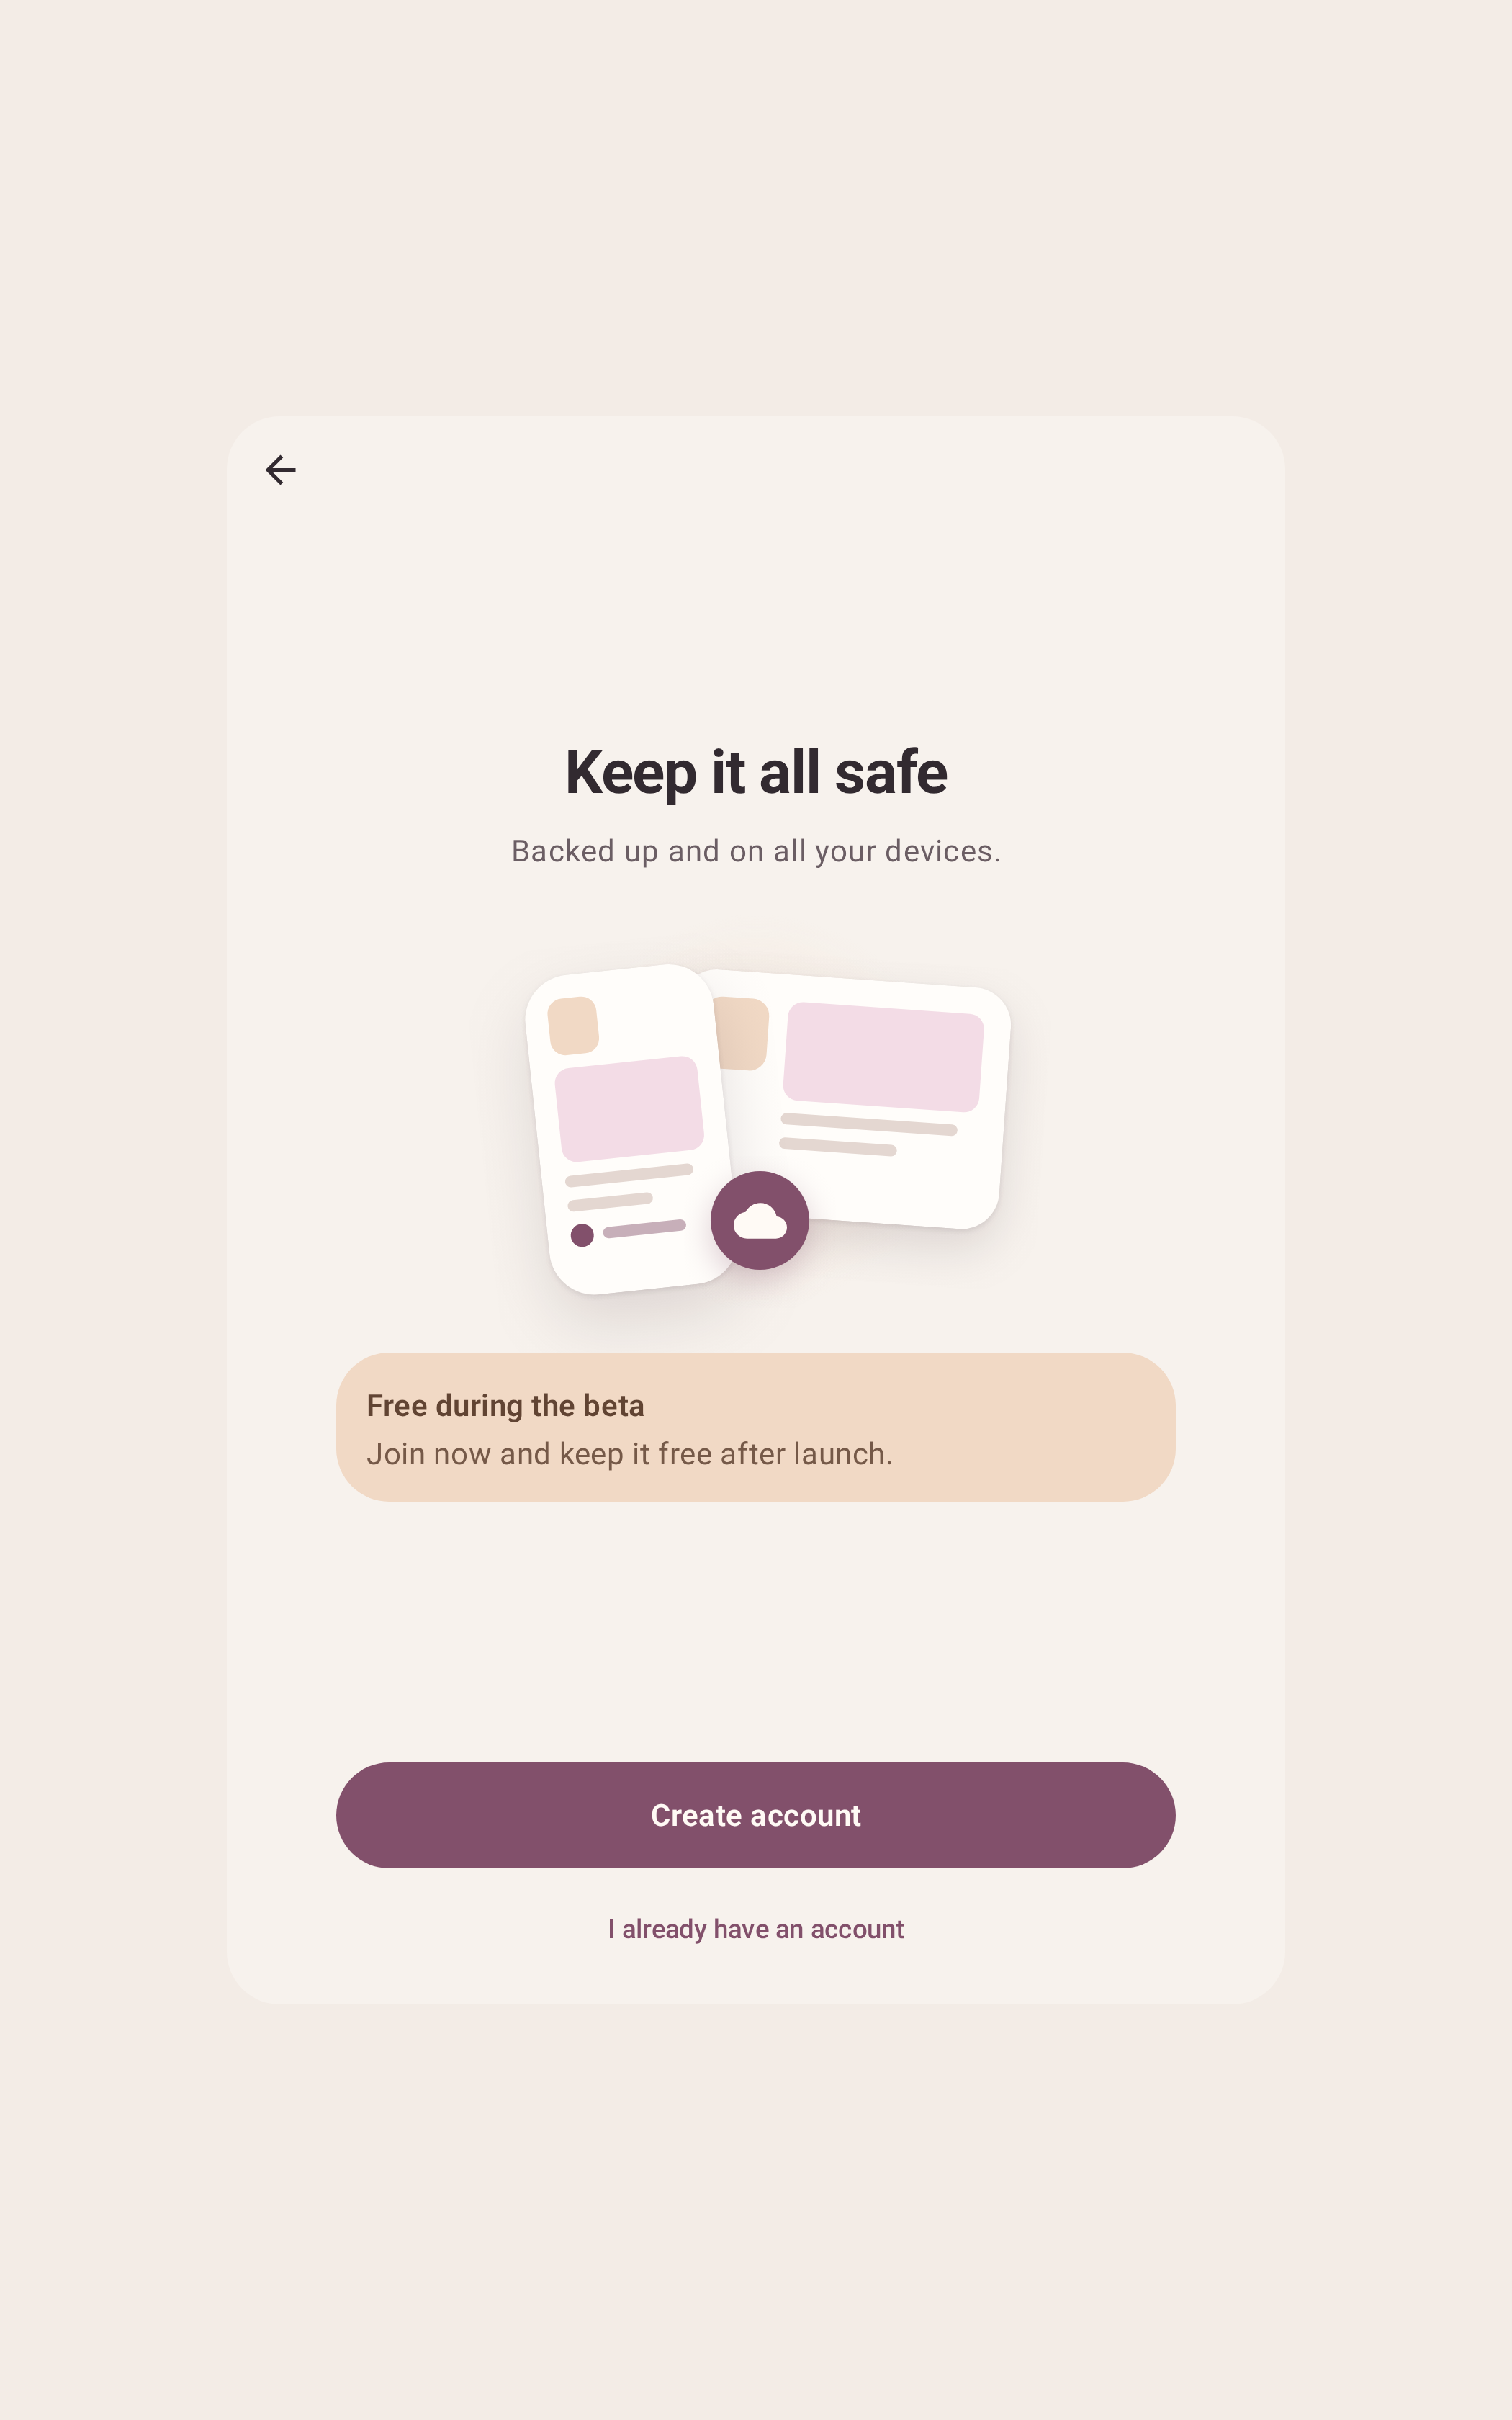 Keep it all safe
Backed up and on all your devices.
Free during the beta
Join now and keep it free after launch.
Create account
I already have an account